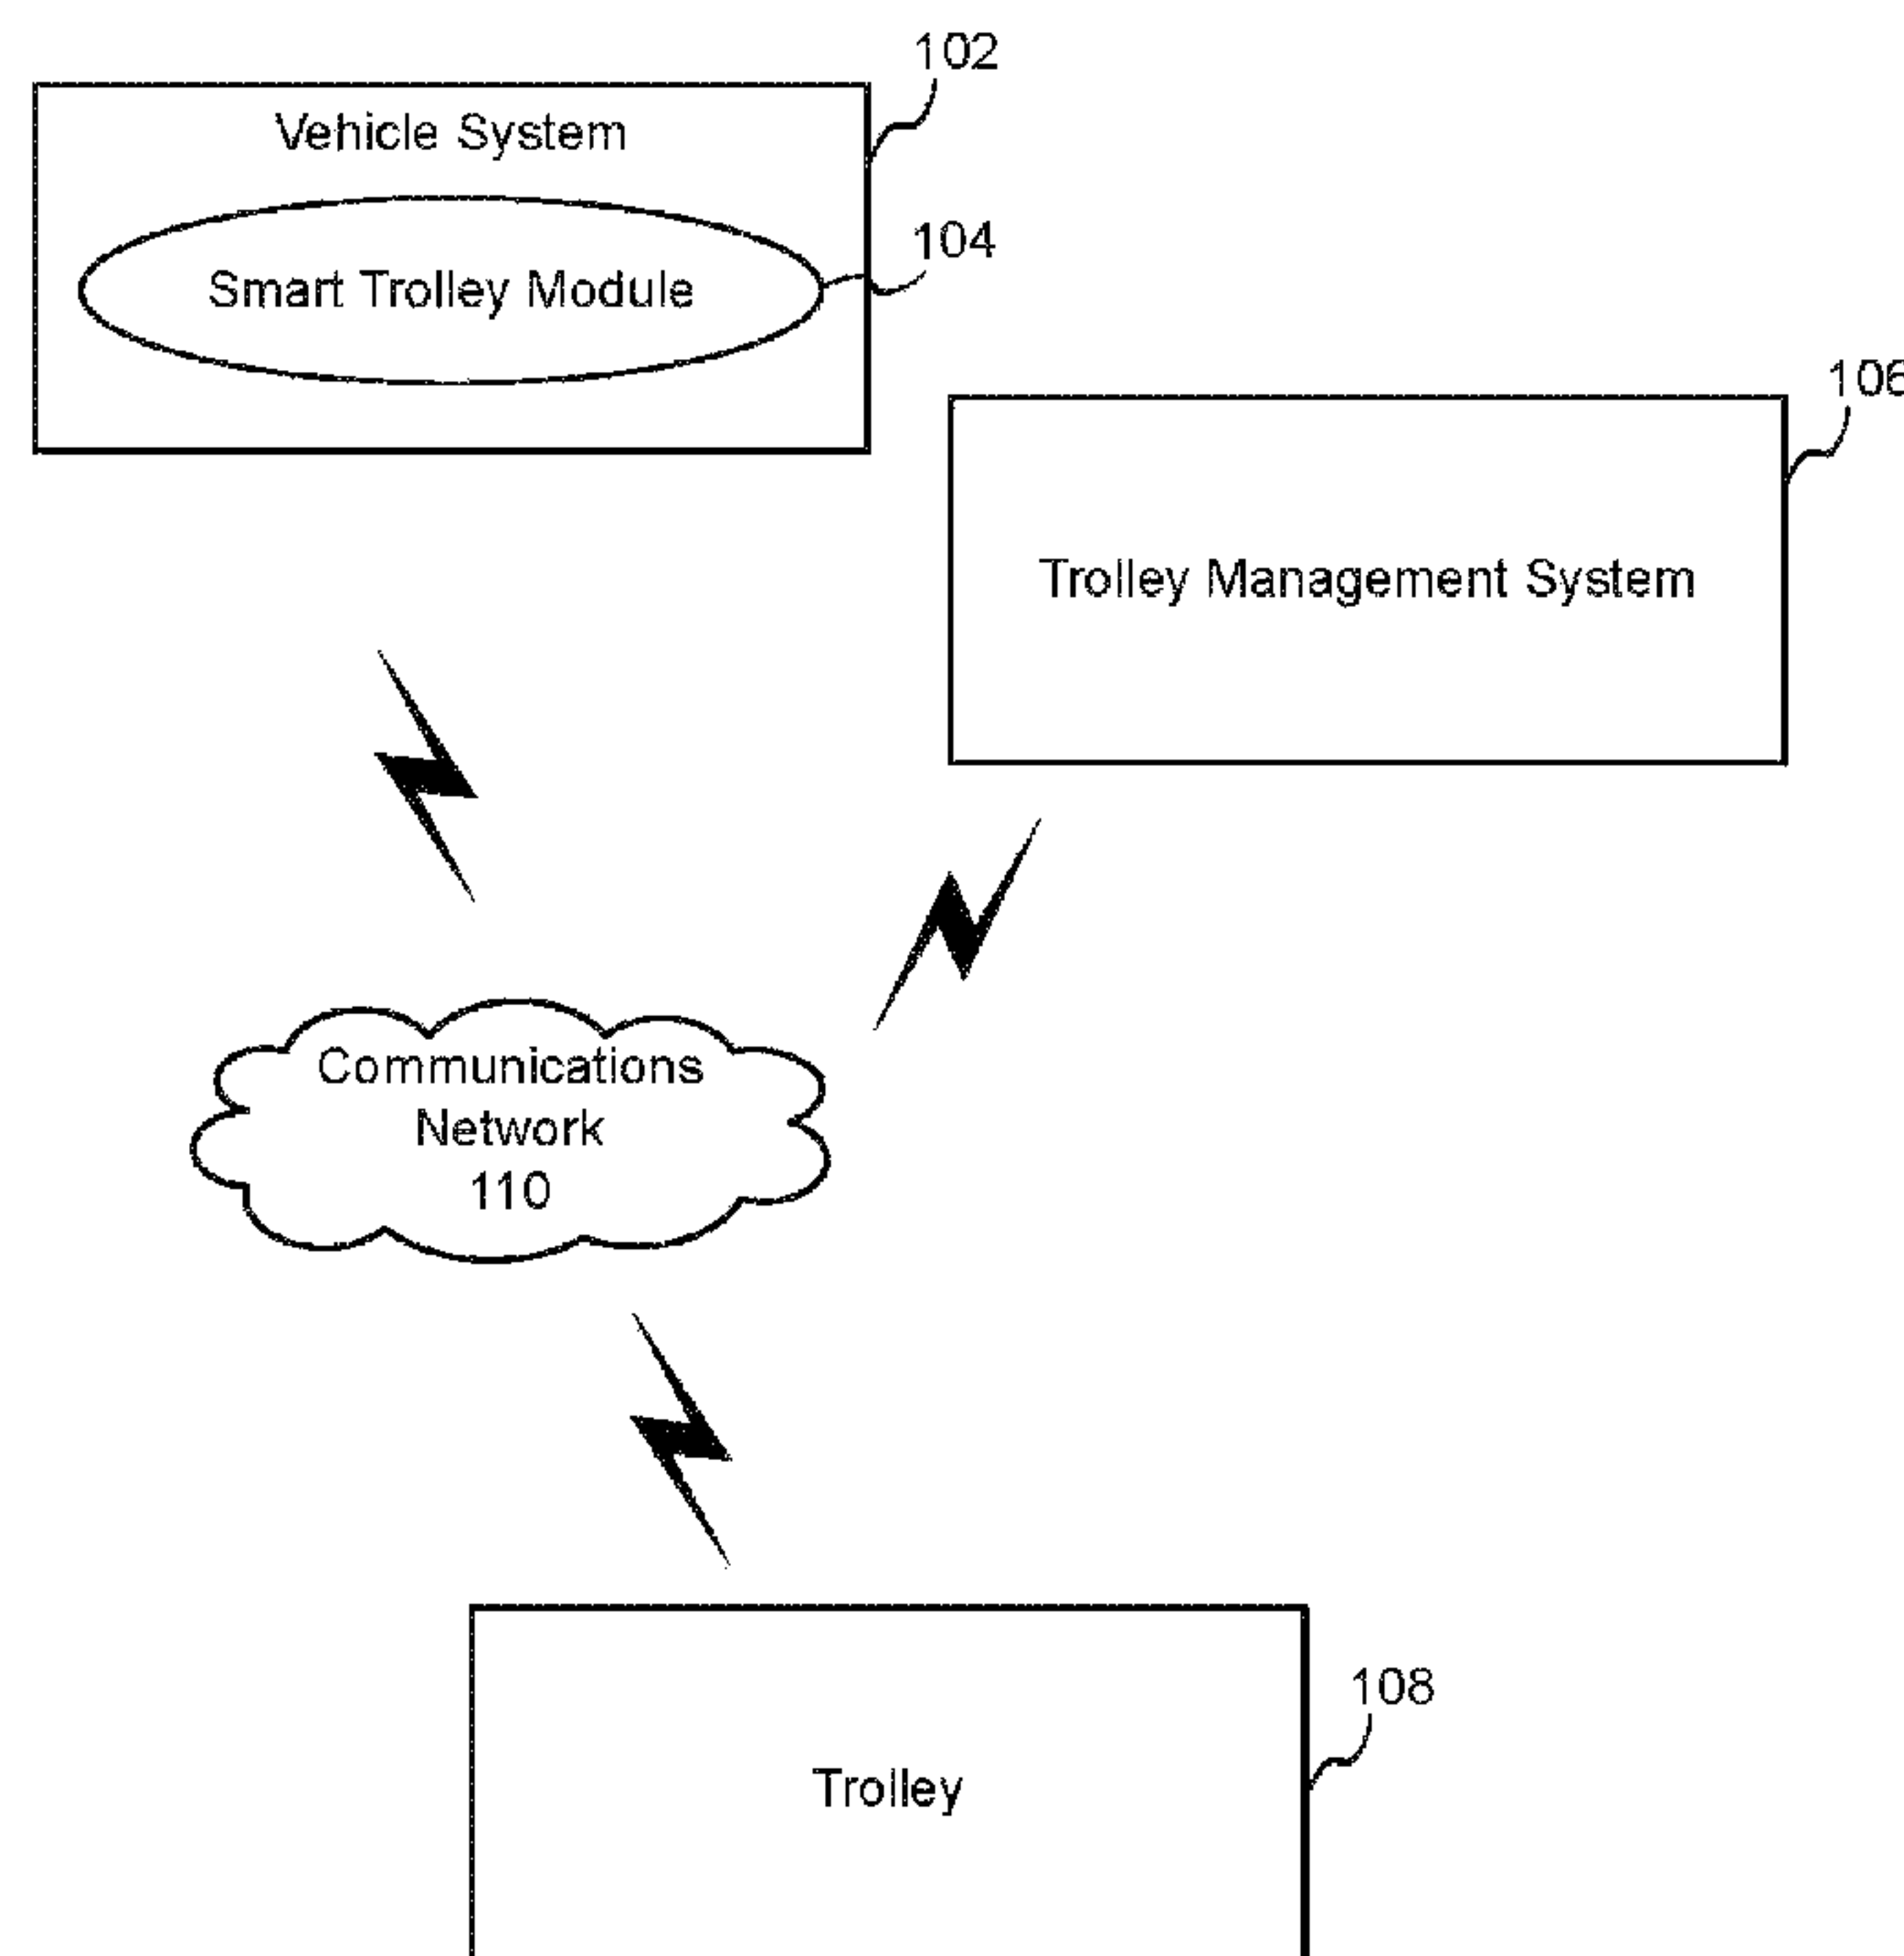 102
Vehicle System
104
Smart Trolley Module
106
Trolley Management System
Communications
Network
110
108
Trolley